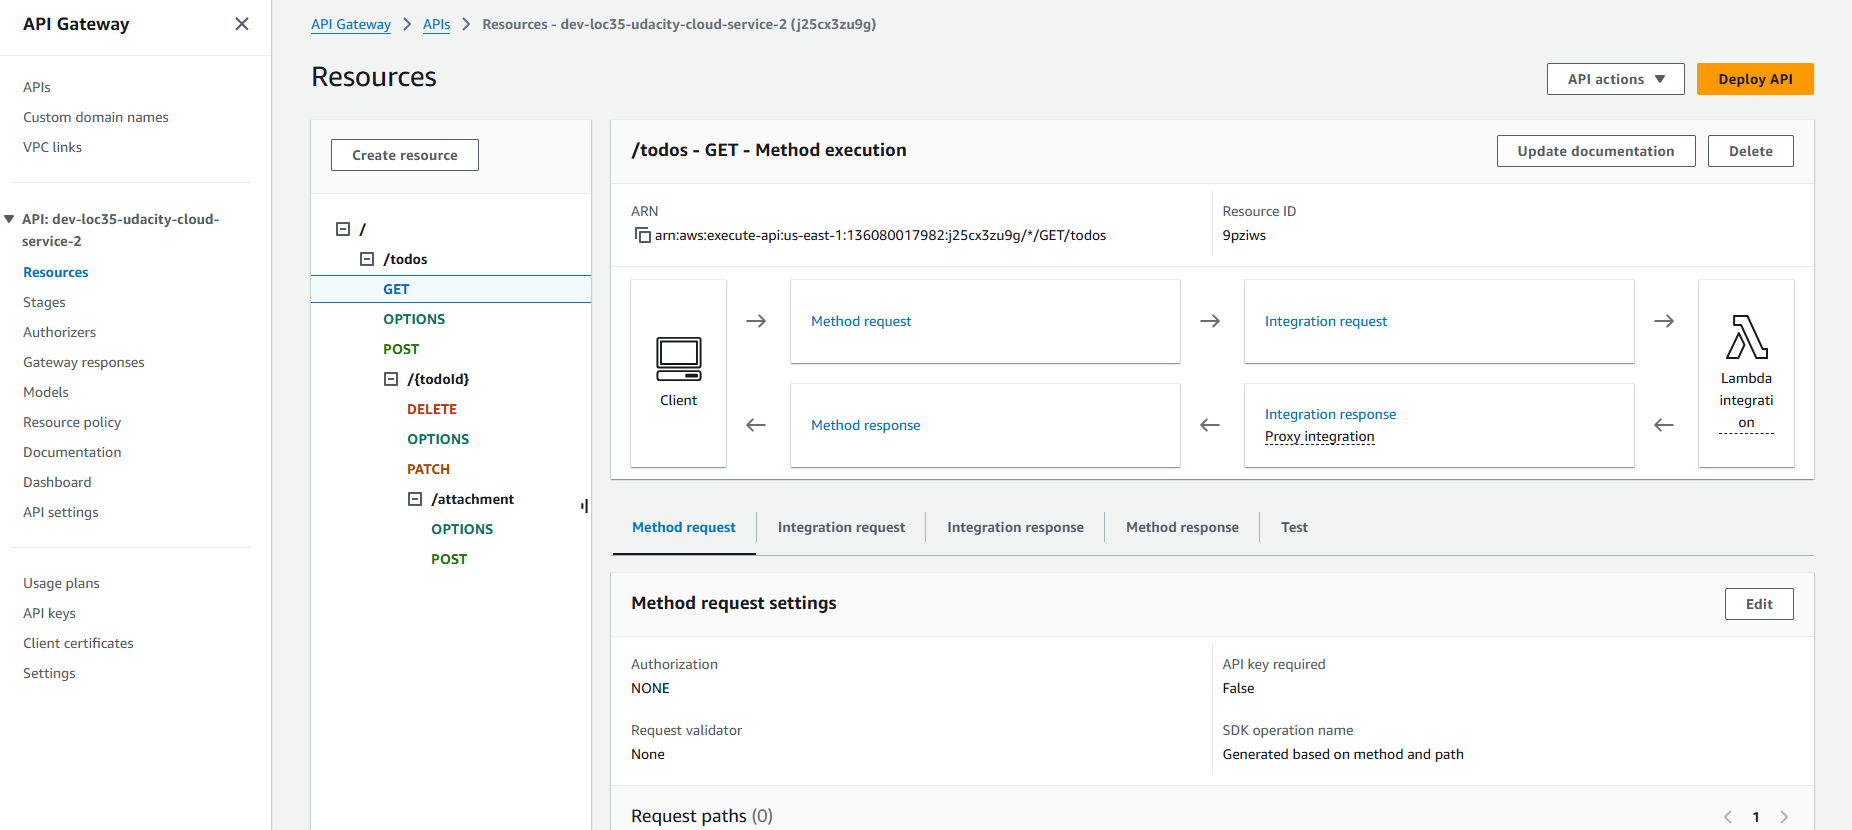 API Gateway
APIs
Custom domain names
VPC links
API: dev-loc35-udacity-cloud-
service-2
Resources
Stages
Authorizers
Gateway responses
Models
Resource policy
Documentation
Dashboard
API settings
Usage plans
API keys
Client certificates
Settings
API Gateway > APIs > Resources - dev-loc35-udacity-cloud-service-2 (j25cx3zu9g)
Resources
API actions
Deploy API
Create resource
/
/todos
GET
OPTIONS
POST
/{todoId}
DELETE
OPTIONS
PATCH
/attachment
OPTIONS
POST
/todos - GET - Method execution
Update documentation
Delete
ARN
arn:aws:execute-api:us-east-1:136080017982:j25cx3zu9g/*/GET/todos
Resource ID
9pziws
Client
Method request
Integration request
Method response
Integration response
Proxy integration
Lambda
integrati
on
Method request
Integration request
Integration response
Method response
Test
Method request settings
Edit
Authorization
NONE
API key required
False
Request validator
None
SDK operation name
Generated based on method and path
Request paths (0)
1